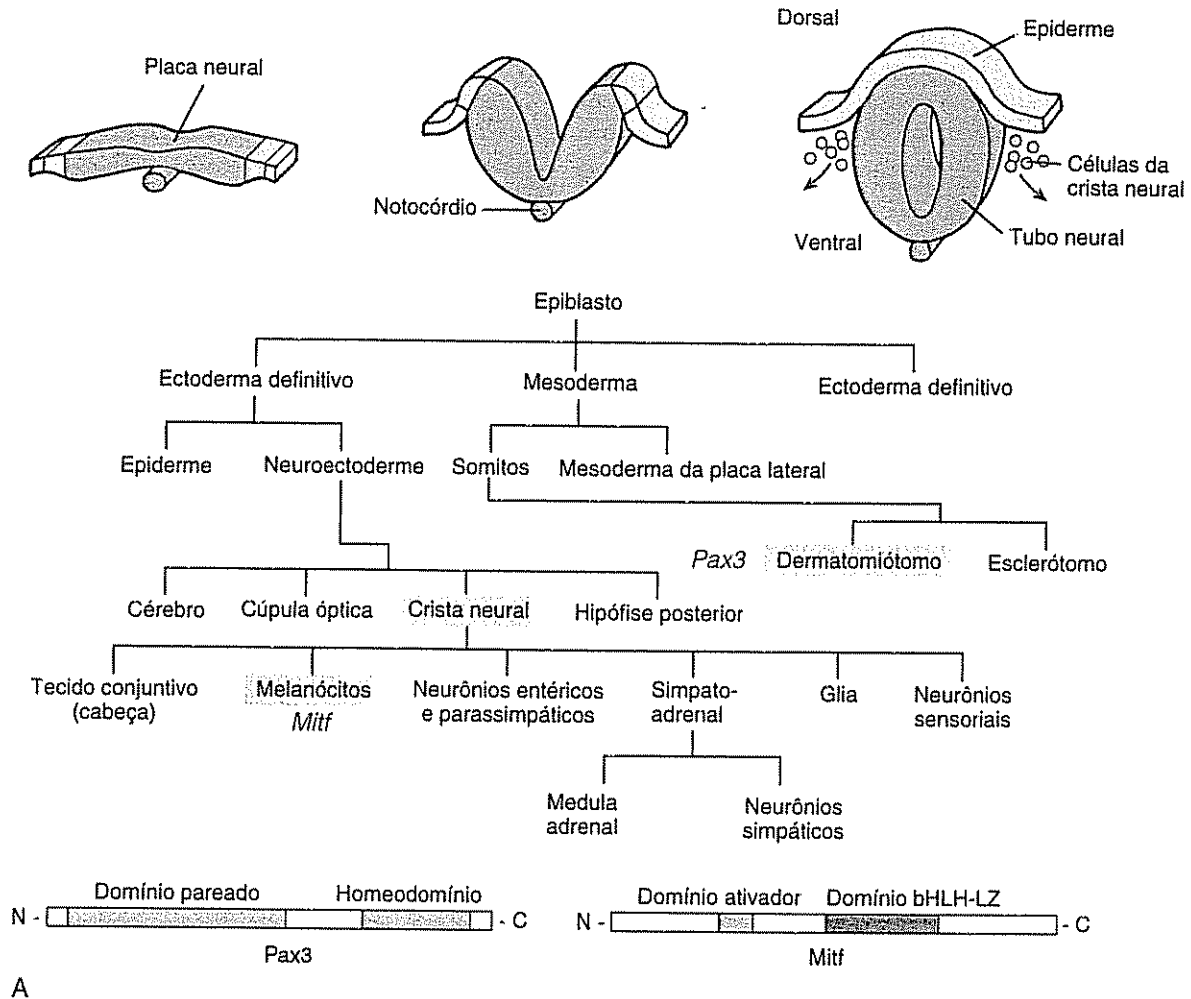 Dorsal
Epiderme
Placa neural
Notocórdio
Células da
crista neural
Ventral
Tubo neural
Epiblasto
Ectoderma definitivo
Mesoderma
Ectoderma definitivo
Epiderme
Neuroectoderme
Somitos
Mesoderma da placa lateral
Pax3
Dermatomiótomo
Esclerótomo
Cérebro
Cúpula óptica
Crista neural
Hipófise posterior
Tecido conjuntivo
(cabeça)
Melanócitos
Mitf
Neurônios entéricos
e parassimpáticos
Simpato-
adrenal
Glia
Neurônios
sensoriais
Medula
adrenal
Neurônios
simpáticos
Domínio pareado
Homeodomínio
N -
- C
Pax3
Domínio ativador
Domínio bHLH-LZ
N -
- C
Mitf
A